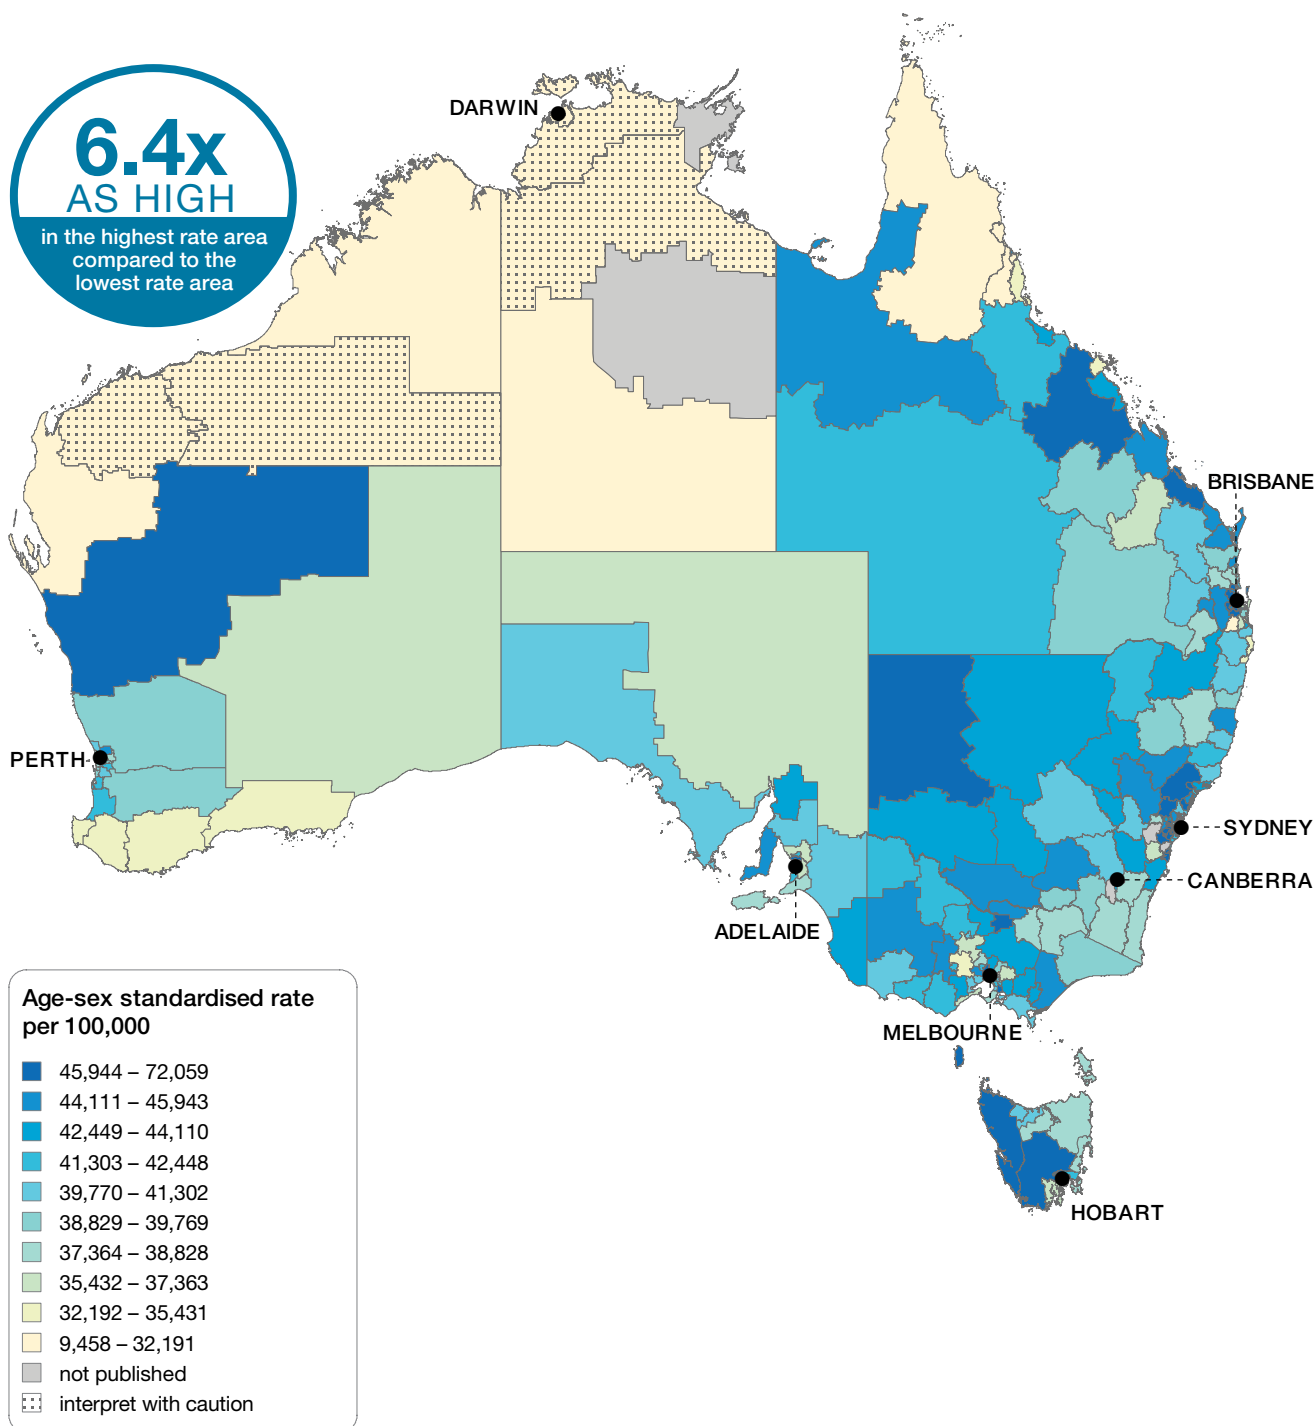 6.4x
AS HIGH
in the highest rate area
compared to the
lowest rate area
DARWIN
BRISBANE
PERTH
SYDNEY
CANBERRA
ADELAIDE
MELBOURNE
HOBART
Age-sex standardised rate
per 100,000
45,944 – 72,059
44,111 – 45,943
42,449 – 44,110
41,303 – 42,448
39,770 – 41,302
38,829 – 39,769
37,364 – 38,828
35,432 – 37,363
32,192 – 35,431
9,458 – 32,191
not published
interpret with caution